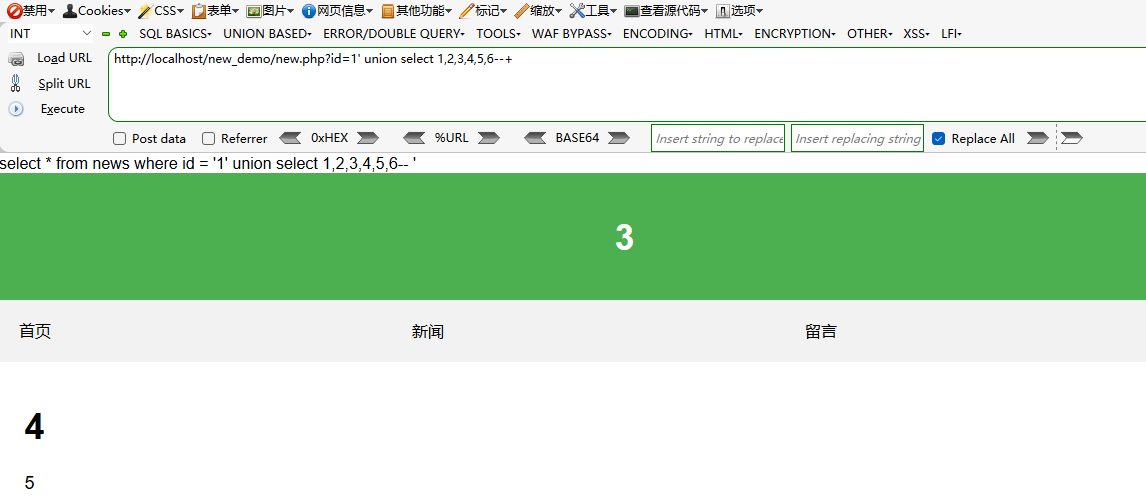 禁用 Cookies CSS 表单 图片 网页信息 其他功能 标记 缩放 工具 查看源代码 选项
INT SQL BASICS UNION BASED ERROR/DOUBLE QUERY TOOLS WAF BYPASS ENCODING HTML ENCRYPTION OTHER XSS LFI
Load URL http://localhost/new_demo/new.php?id=1' union select 1,2,3,4,5,6--+
Split URL
Execute
Post data Referrer 0xHEX %URL BASE64 Insert string to replace Insert replacing string Replace All
select * from news where id = '1' union select 1,2,3,4,5,6-- '
3
首页 新闻 留言
4
5